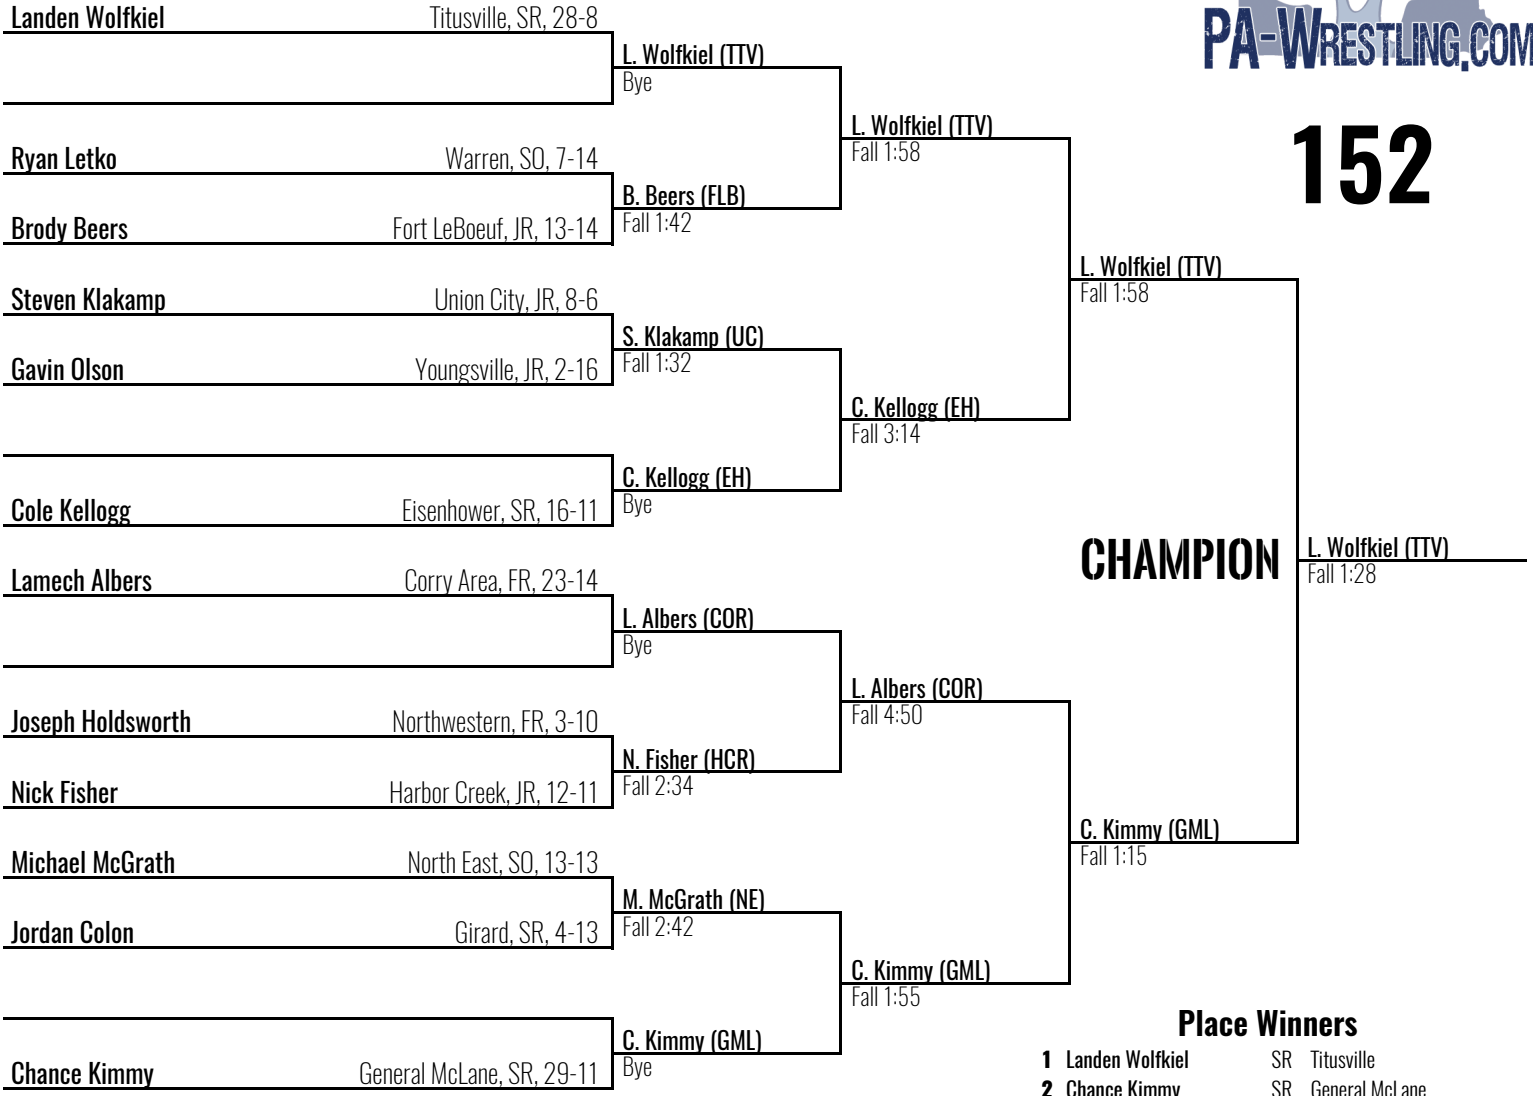 Landen Wolfkiel Titusville, SR, 28-8
L. Wolfkiel (TTV)
Bye
PA-WRESTLING.COM
L. Wolfkiel (TTV)
Fall 1:58
152
Ryan Letko Warren, SO, 7-14
B. Beers (FLB)
Fall 1:42
Brody Beers Fort LeBoeuf, JR, 13-14
L. Wolfkiel (TTV)
Fall 1:58
Steven Klakamp Union City, JR, 8-6
S. Klakamp (UC)
Fall 1:32
Gavin Olson Youngsville, JR, 2-16
C. Kellogg (EH)
Fall 3:14
C. Kellogg (EH)
Bye
Cole Kellogg Eisenhower, SR, 16-11
CHAMPION
L. Wolfkiel (TTV)
Fall 1:28
Lamech Albers Corry Area, FR, 23-14
L. Albers (COR)
Bye
L. Albers (COR)
Fall 4:50
Joseph Holdsworth Northwestern, FR, 3-10
N. Fisher (HCR)
Fall 2:34
Nick Fisher Harbor Creek, JR, 12-11
C. Kimmy (GML)
Fall 1:15
Michael McGrath North East, SO, 13-13
M. McGrath (NE)
Fall 2:42
Jordan Colon Girard, SR, 4-13
C. Kimmy (GML)
Fall 1:55
C. Kimmy (GML)
Bye
Chance Kimmy General McLane, SR, 29-11
Place Winners
1 Landen Wolfkiel SR Titusville
2 Chance Kimmy SR General McLane